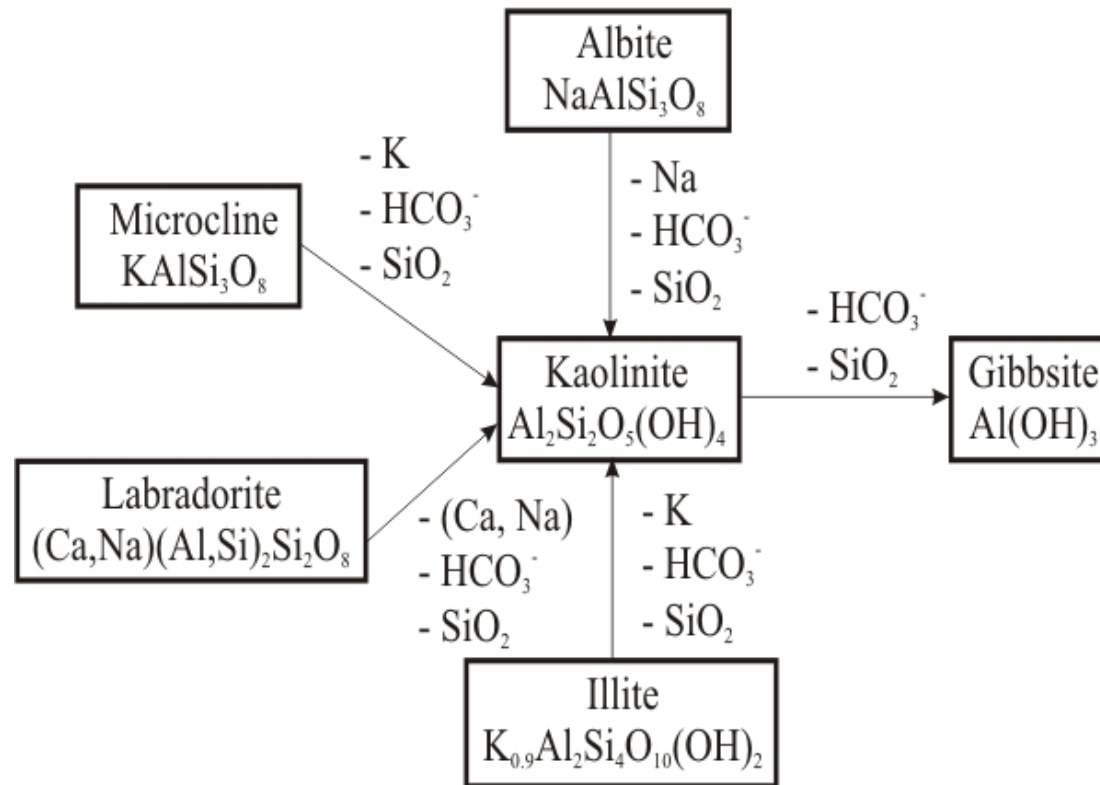 Albite
NaAlSi₃O₈
- K
- HCO₃⁻
- SiO₂
- Na
- HCO₃⁻
- SiO₂
Microcline
KAlSi₃O₈
- HCO₃⁻
- SiO₂
Kaolinite
Al₂Si₂O₅(OH)₄
Gibbsite
Al(OH)₃
Labradorite
(Ca,Na)(Al,Si)₂Si₂O₈
- (Ca, Na)
- HCO₃⁻
- SiO₂
- K
- HCO₃⁻
- SiO₂
Illite
K₀.₉Al₂Si₄O₁₀(OH)₂